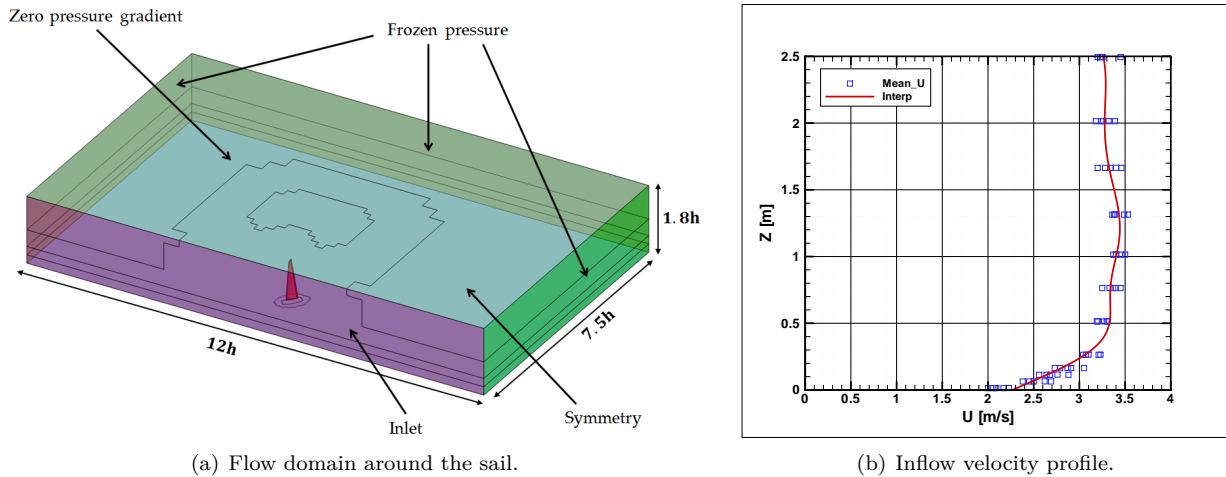 Zero pressure gradient
Frozen pressure
1.8h
7.5h
12h
Symmetry
Inlet
(a) Flow domain around the sail.
2.5
2
1.5
1
0.5
0
Z [m]
Mean_U
Interp
0 0.5 1 1.5 2 2.5 3 3.5 4
U [m/s]
(b) Inflow velocity profile.